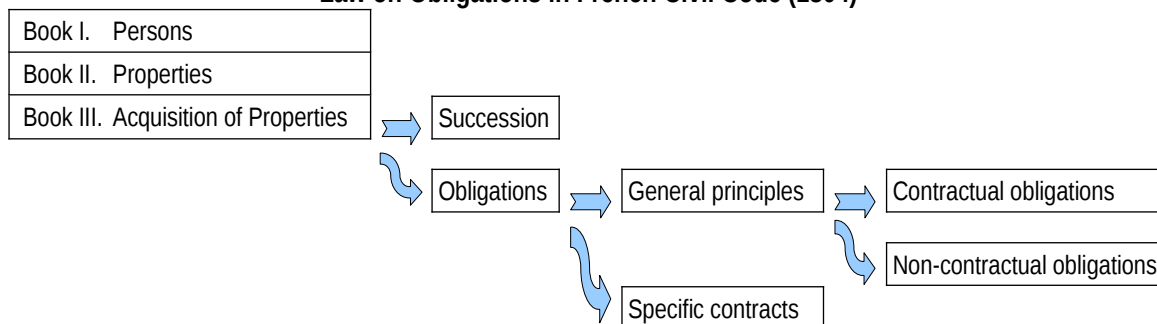 Law on Obligations in French Civil Code (1804)
Book I. Persons
Book II. Properties
Book III. Acquisition of Properties
Succession
Obligations
General principles
Contractual obligations
Non-contractual obligations
Specific contracts